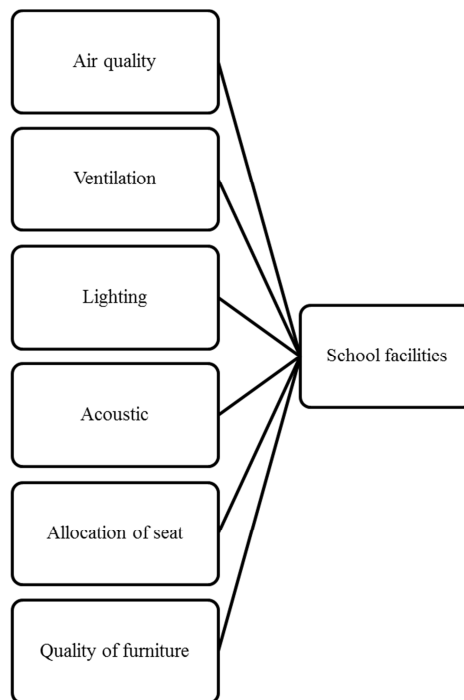 Air quality
Ventilation
Lighting
School facilities
Acoustic
Allocation of seat
Quality of furniture